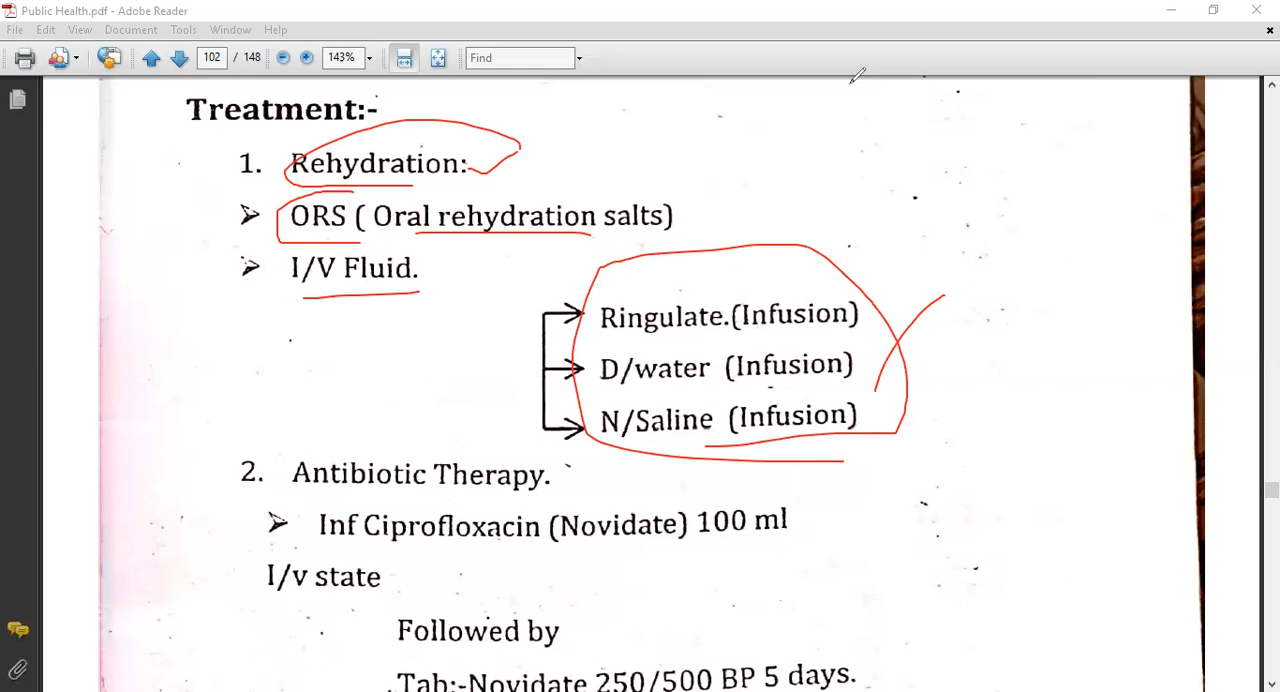 Public Health.pdf - Adobe Reader
File Edit View Document Tools Window Help
102 / 148 143% Find
Treatment:-
1. Rehydration:-
ORS ( Oral rehydration salts)
I/V Fluid.
Ringulate.(Infusion)
D/water (Infusion)
N/Saline (Infusion)
2. Antibiotic Therapy.
Inf Ciprofloxacin (Novidate) 100 ml
I/v state
Followed by
Tab:-Novidate 250/500 BP 5 days.